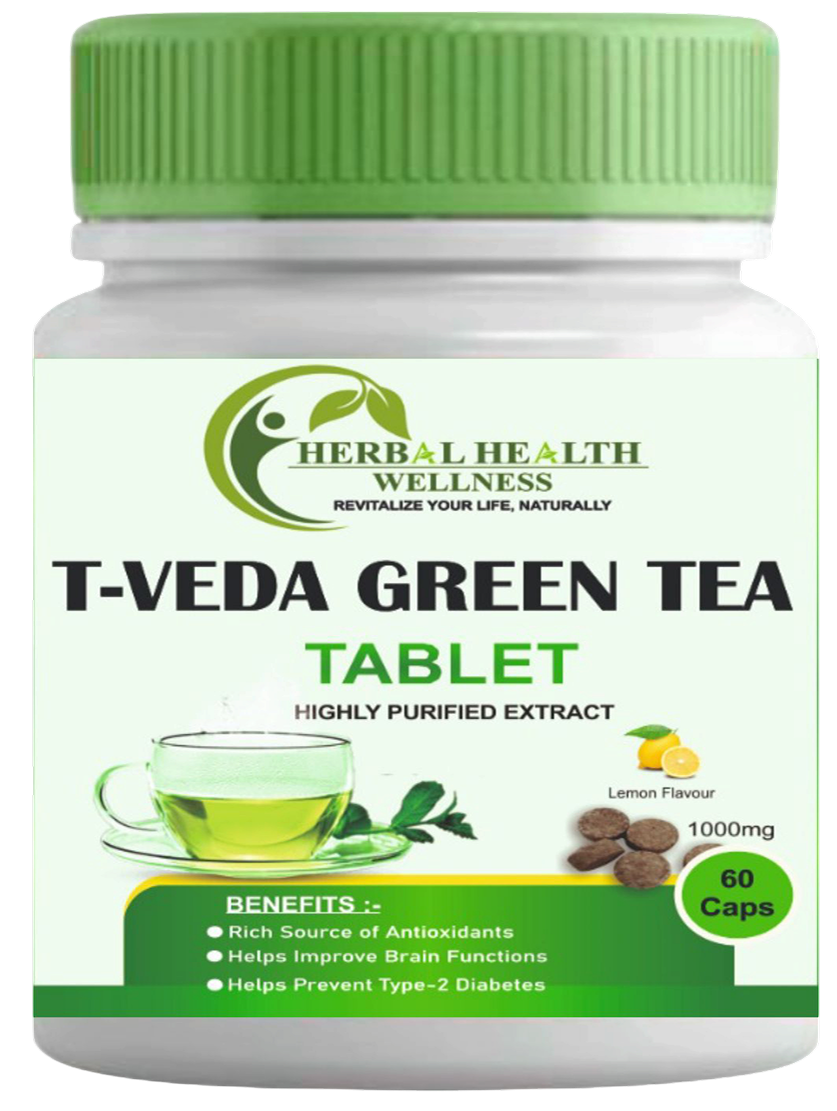 HERBAL HEALTH
WELLNESS
REVITALIZE YOUR LIFE, NATURALLY
T-VEDA GREEN TEA
TABLET
HIGHLY PURIFIED EXTRACT
Lemon Flavour
1000mg
60
Caps
BENEFITS :-
Rich Source of Antioxidants
Helps Improve Brain Functions
Helps Prevent Type-2 Diabetes